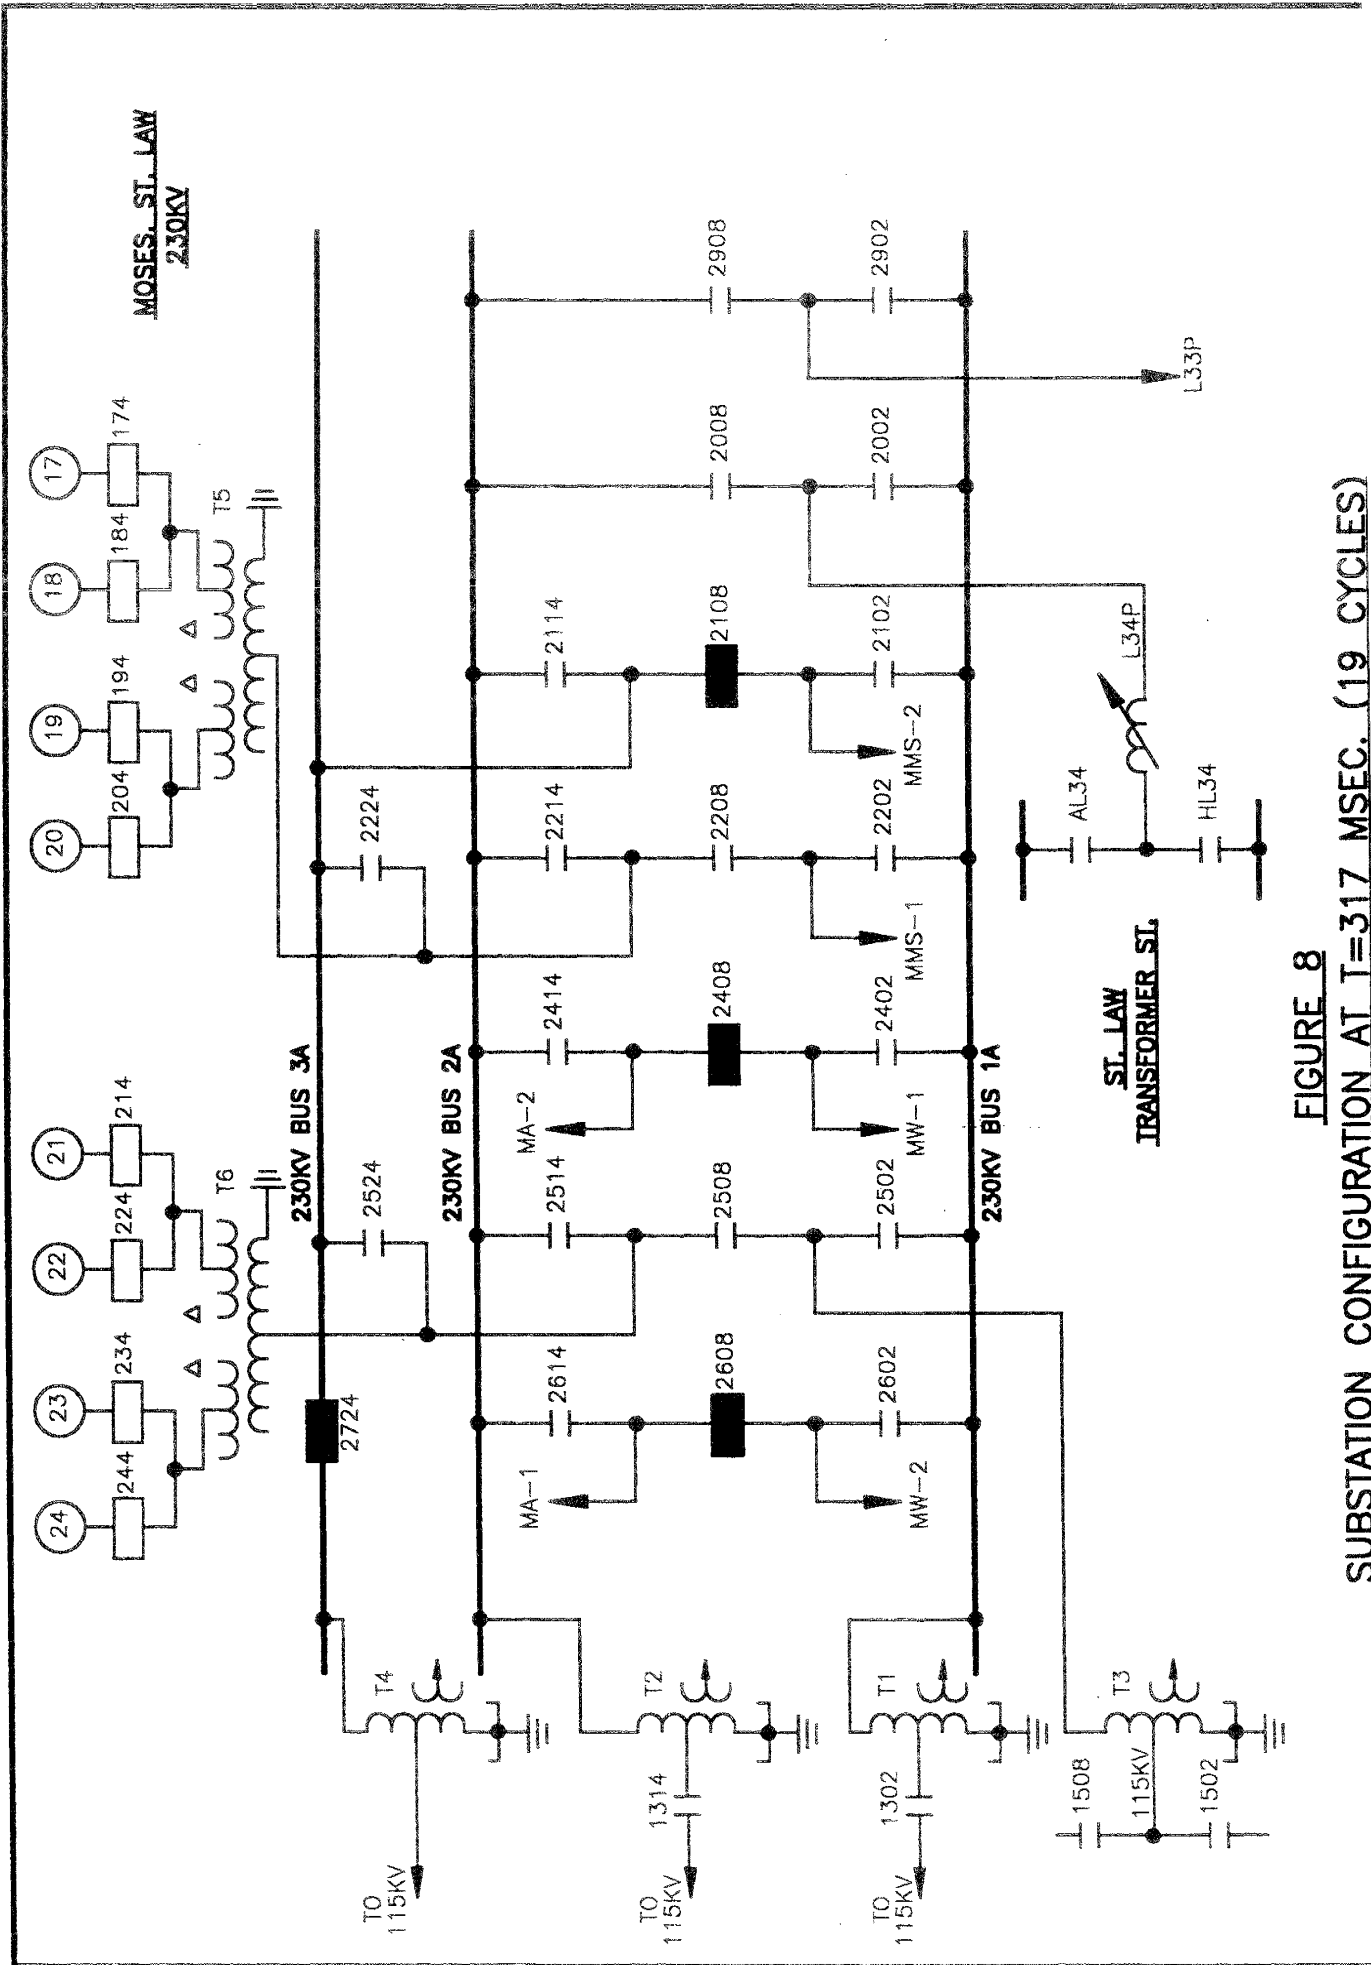 MOSES. ST. LAW
230KV
24
23
22
21
20
19
18
17
244
234
224
214
204
194
184
174
T6
T5
Δ Δ
Δ Δ
2724
2524
2224
230KV BUS 3A
T4
TO
115KV
230KV BUS 2A
MA-1
2614
2514
MA-2
2414
2214
2114
T2
1314
TO
115KV
2608
2508
2408
2208
2108
2008
2908
MW-2
2602
2502
MW-1
2402
MMS-1
2202
MMS-2
2102
2002
2902
T1
1302
TO
115KV
230KV BUS 1A
T3
1508
115KV
1502
ST. LAW
TRANSFORMER ST.
AL34
HL34
L34P
L33P
FIGURE 8
SUBSTATION CONFIGURATION AT T=317 MSEC. (19 CYCLES)